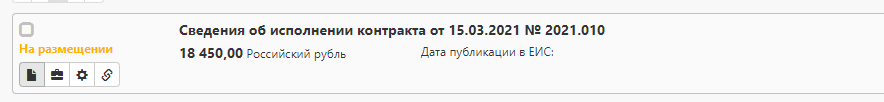 Сведения об исполнении контракта от 15.03.2021 № 2021.010
На размещении
18 450,00 Российский рубль
Дата публикации в ЕИС: